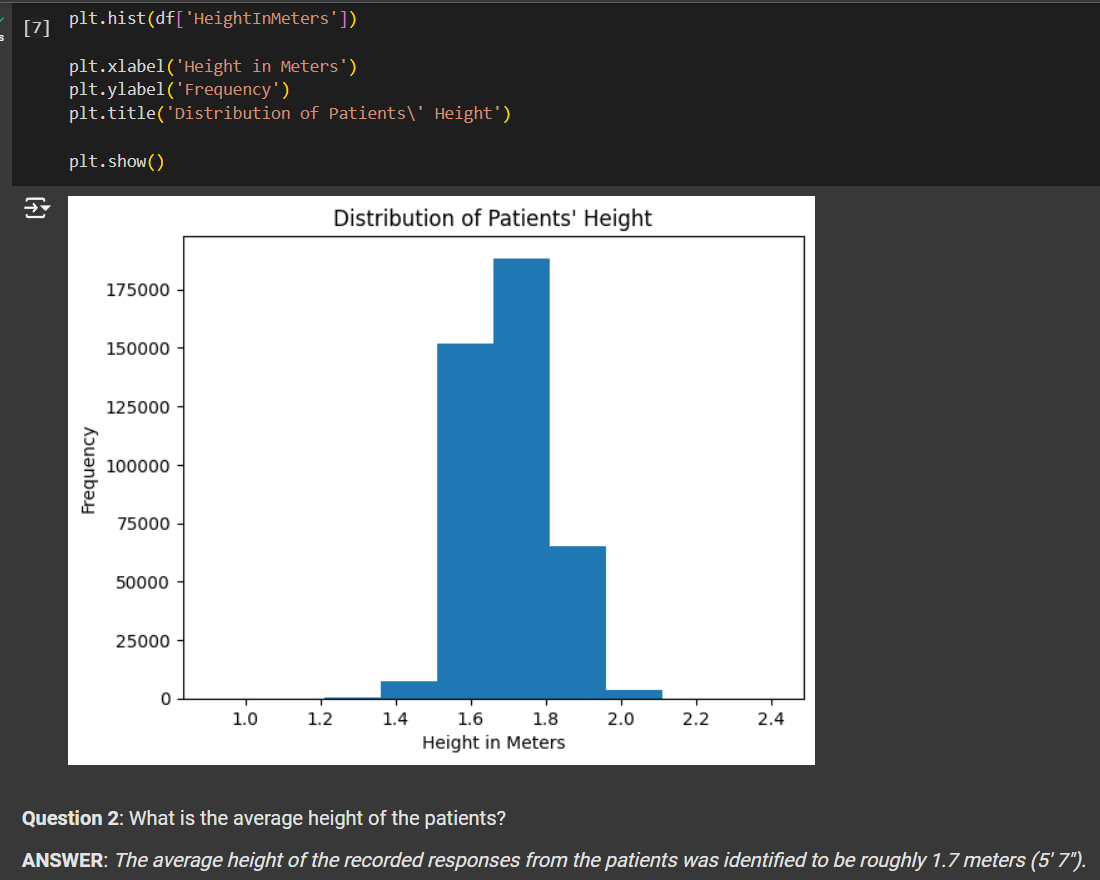 [7]
plt.hist(df['HeightInMeters'])
plt.xlabel('Height in Meters')
plt.ylabel('Frequency')
plt.title('Distribution of Patients\' Height')
plt.show()
Distribution of Patients' Height
Frequency
175000
150000
125000
100000
75000
50000
25000
0
1.0 1.2 1.4 1.6 1.8 2.0 2.2 2.4
Height in Meters
Question 2: What is the average height of the patients?
ANSWER: The average height of the recorded responses from the patients was identified to be roughly 1.7 meters (5' 7").